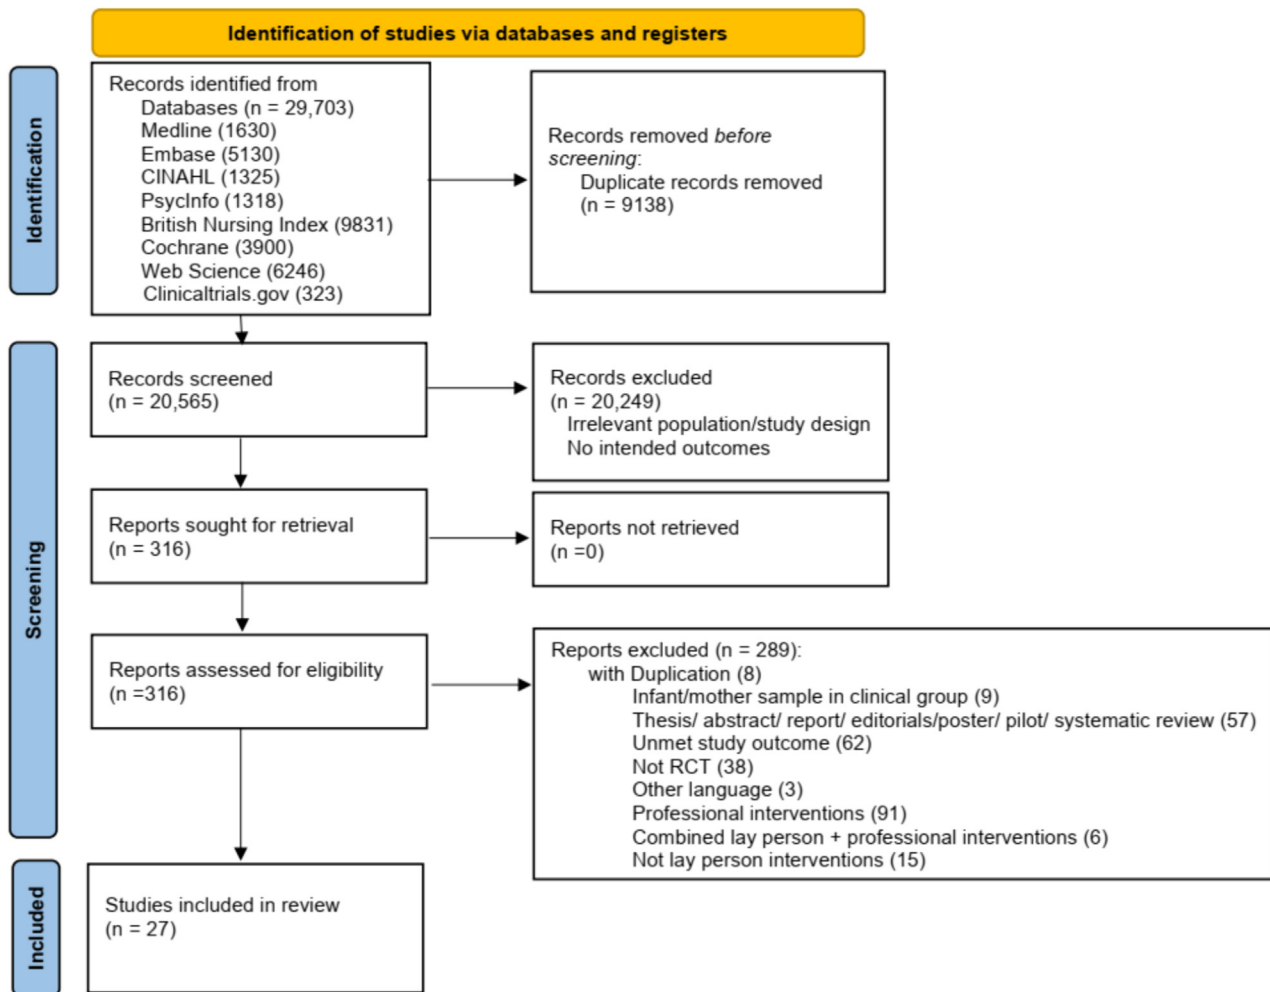 Identification of studies via databases and registers
Identification
Records identified from
Databases (n = 29,703)
Medline (1630)
Embase (5130)
CINAHL (1325)
PsycInfo (1318)
British Nursing Index (9831)
Cochrane (3900)
Web Science (6246)
Clinicaltrials.gov (323)
Records removed before
screening:
Duplicate records removed
(n = 9138)
Screening
Records screened
(n = 20,565)
Records excluded
(n = 20,249)
Irrelevant population/study design
No intended outcomes
Reports sought for retrieval
(n = 316)
Reports not retrieved
(n =0)
Reports assessed for eligibility
(n =316)
Reports excluded (n = 289):
with Duplication (8)
Infant/mother sample in clinical group (9)
Thesis/ abstract/ report/ editorials/poster/ pilot/ systematic review (57)
Unmet study outcome (62)
Not RCT (38)
Other language (3)
Professional interventions (91)
Combined lay person + professional interventions (6)
Not lay person interventions (15)
Included
Studies included in review
(n = 27)